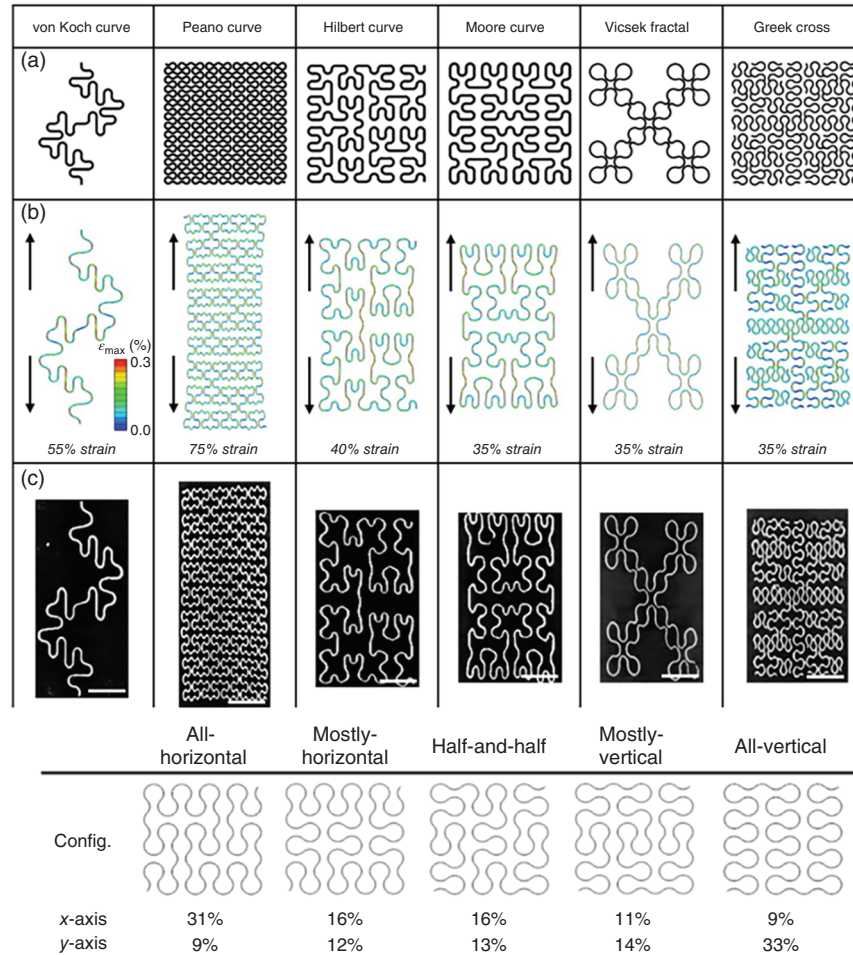 von Koch curve Peano curve Hilbert curve Moore curve Vicsek fractal Greek cross
(a)
(b)
ε_max (%)
0.3
0.0
55% strain 75% strain 40% strain 35% strain 35% strain 35% strain
(c)
All-horizontal Mostly-horizontal Half-and-half Mostly-vertical All-vertical
Config.
x-axis 31% 16% 16% 11% 9%
y-axis 9% 12% 13% 14% 33%